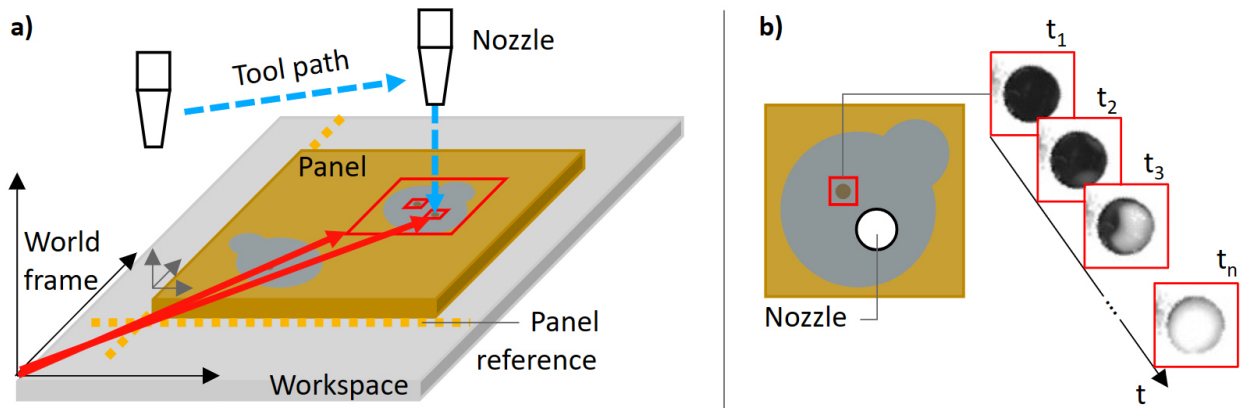 a)
Nozzle
Tool path
Panel
World
frame
Panel
reference
Workspace
b)
t1
t2
t3
tn
Nozzle
t